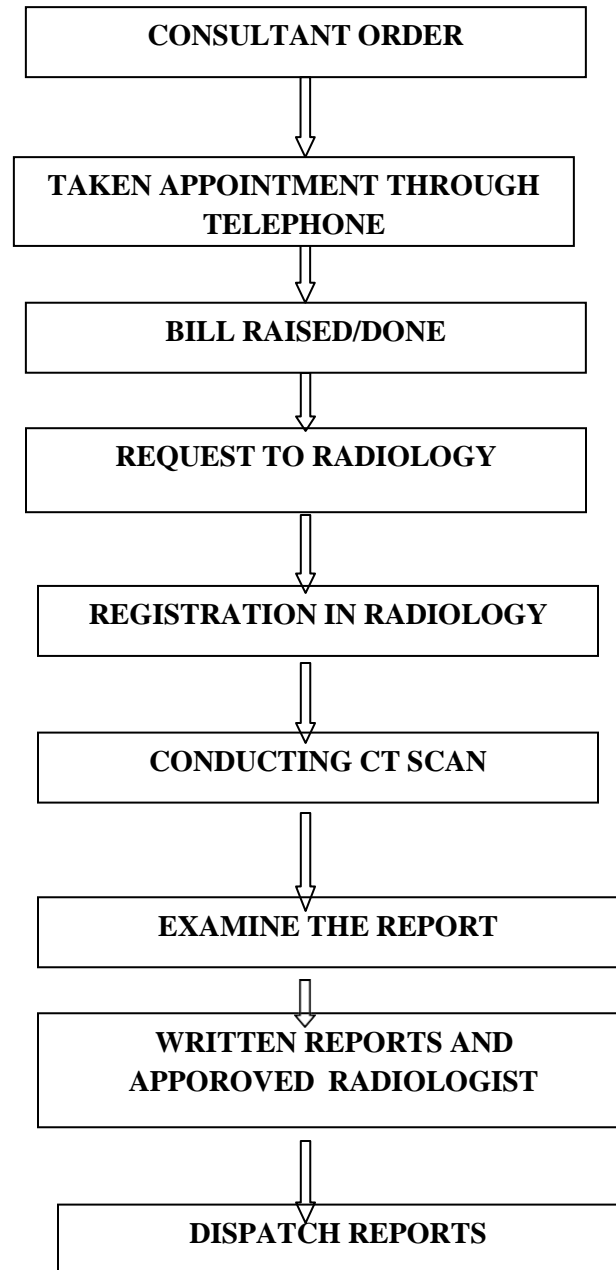 CONSULTANT ORDER
TAKEN APPOINTMENT THROUGH
TELEPHONE
BILL RAISED/DONE
REQUEST TO RADIOLOGY
REGISTRATION IN RADIOLOGY
CONDUCTING CT SCAN
EXAMINE THE REPORT
WRITTEN REPORTS AND
APPOROVED RADIOLOGIST
DISPATCH REPORTS